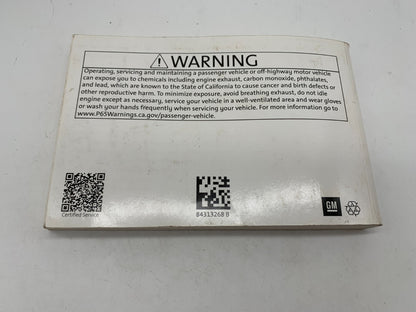 WARNING
Operating, servicing and maintaining a passenger vehicle or off-highway motor vehicle
can expose you to chemicals including engine exhaust, carbon monoxide, phthalates,
and lead, which are known to the State of California to cause cancer and birth defects or
other reproductive harm. To minimize exposure, avoid breathing exhaust, do not idle
engine except as necessary, service your vehicle in a well-ventilated area and wear gloves
or wash your hands frequently when servicing your vehicle. For more information go to
www.P65Warnings.ca.gov/passenger-vehicle.
Certified Service
84313268 B
GM